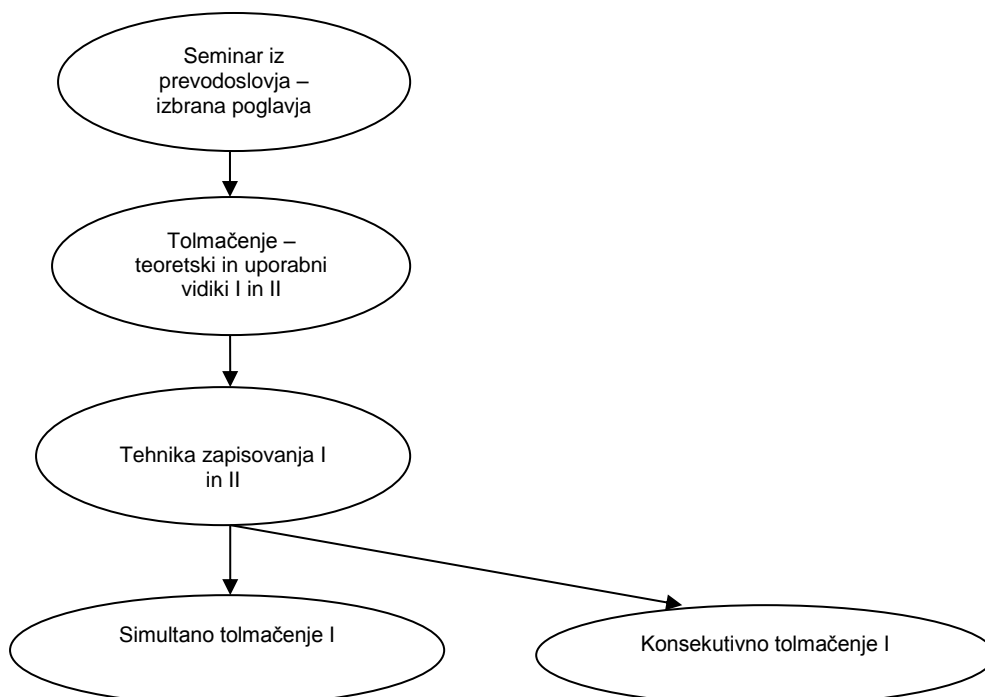 Seminar iz
prevodoslovja –
izbrana poglavja
Tolmačenje –
teoretski in uporabni
vidiki I in II
Tehnika zapisovanja I
in II
Simultano tolmačenje I
Konsekutivno tolmačenje I